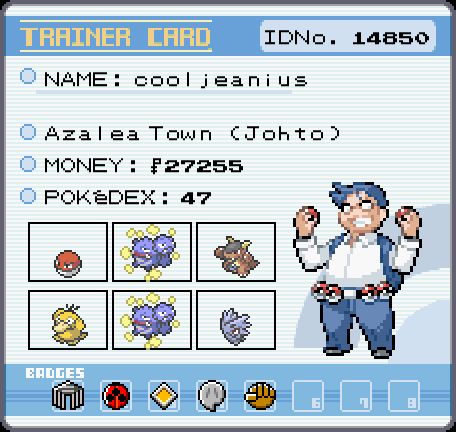 TRAINER CARD
IDNo. 14850
NAME: cooljeanius
Azalea Town (Johto)
MONEY: ₽27255
POKéDEX: 47
BADGES
6 7 8